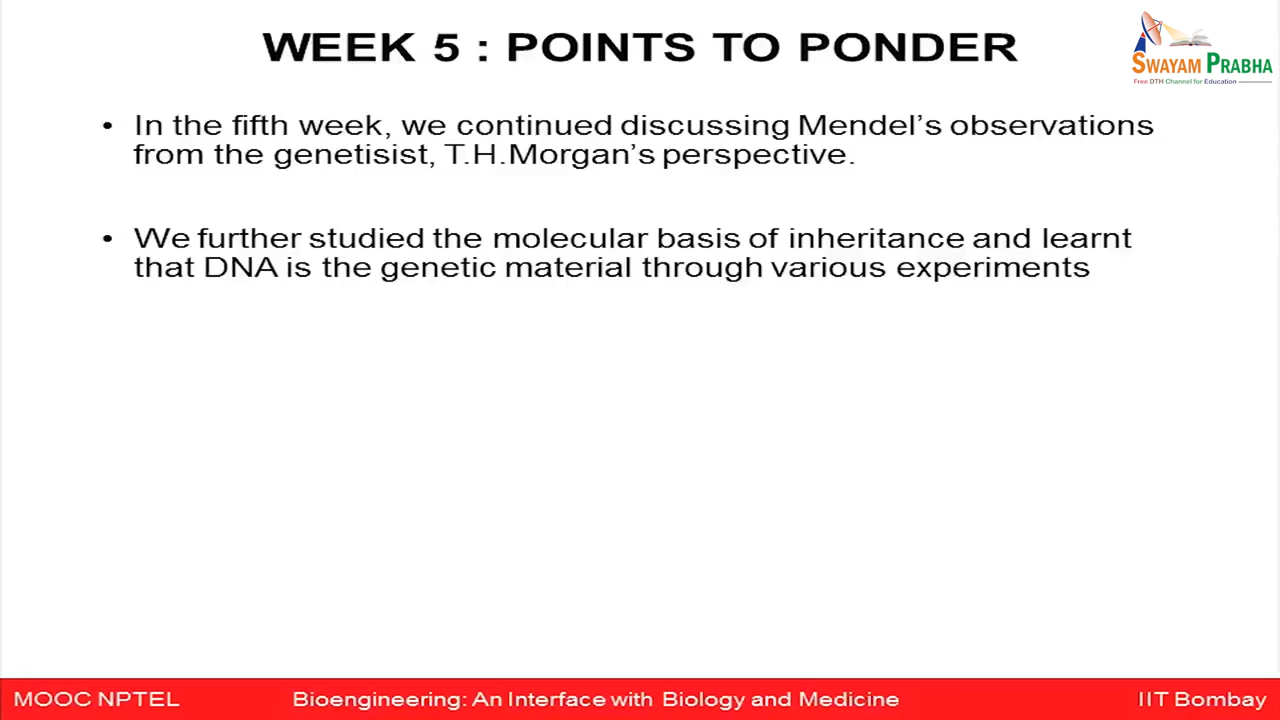 WEEK 5 : POINTS TO PONDER
SWAYAM PRABHA
Free DTH Channel for Education
• In the fifth week, we continued discussing Mendel's observations
from the genetisist, T.H.Morgan's perspective.
• We further studied the molecular basis of inheritance and learnt
that DNA is the genetic material through various experiments
MOOC NPTEL
Bioengineering: An Interface with Biology and Medicine
IIT Bombay